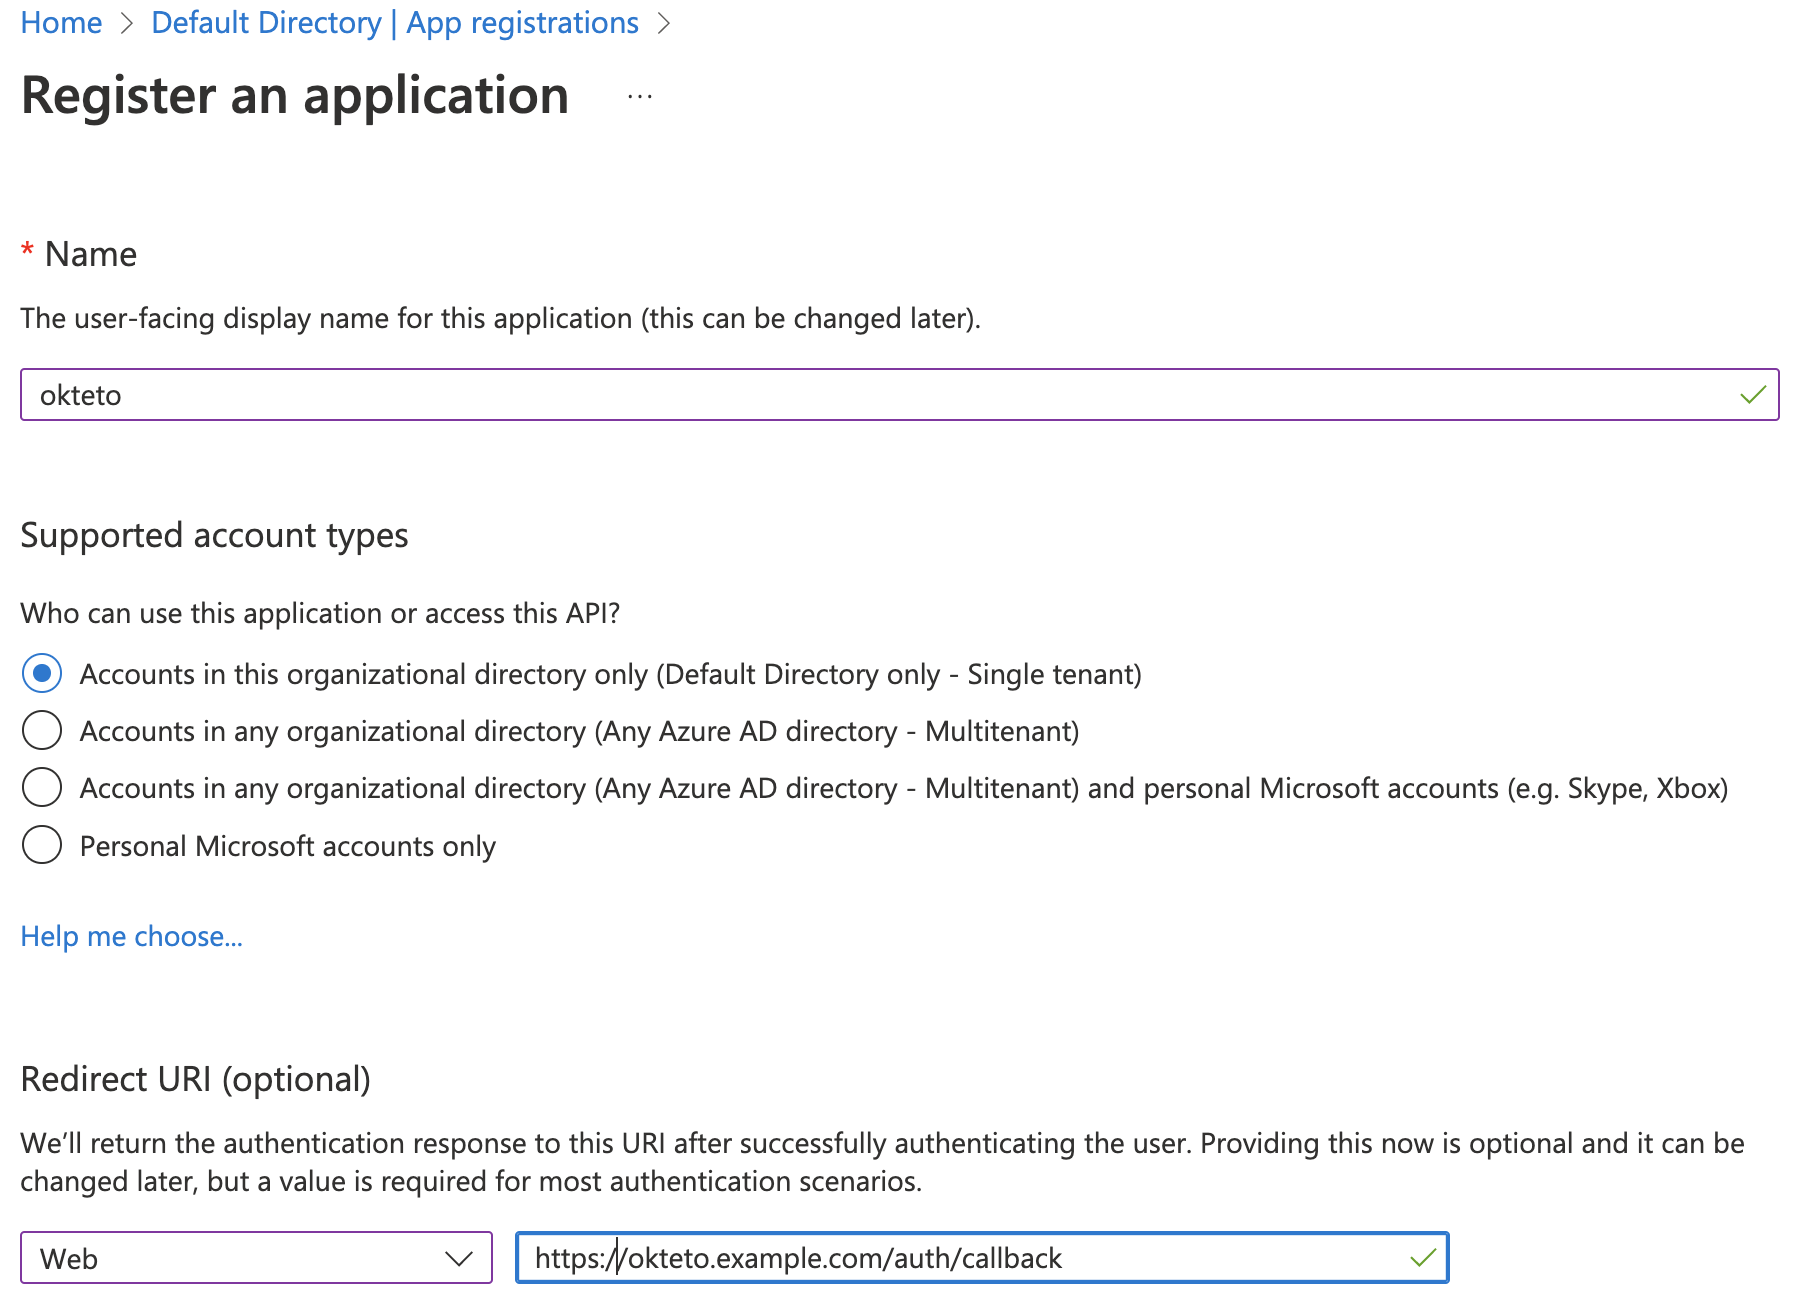 Home > Default Directory | App registrations >
Register an application ...
* Name
The user-facing display name for this application (this can be changed later).
okteto
Supported account types
Who can use this application or access this API?
Accounts in this organizational directory only (Default Directory only - Single tenant)
Accounts in any organizational directory (Any Azure AD directory - Multitenant)
Accounts in any organizational directory (Any Azure AD directory - Multitenant) and personal Microsoft accounts (e.g. Skype, Xbox)
Personal Microsoft accounts only
Help me choose...
Redirect URI (optional)
We’ll return the authentication response to this URI after successfully authenticating the user. Providing this now is optional and it can be
changed later, but a value is required for most authentication scenarios.
Web https://okteto.example.com/auth/callback